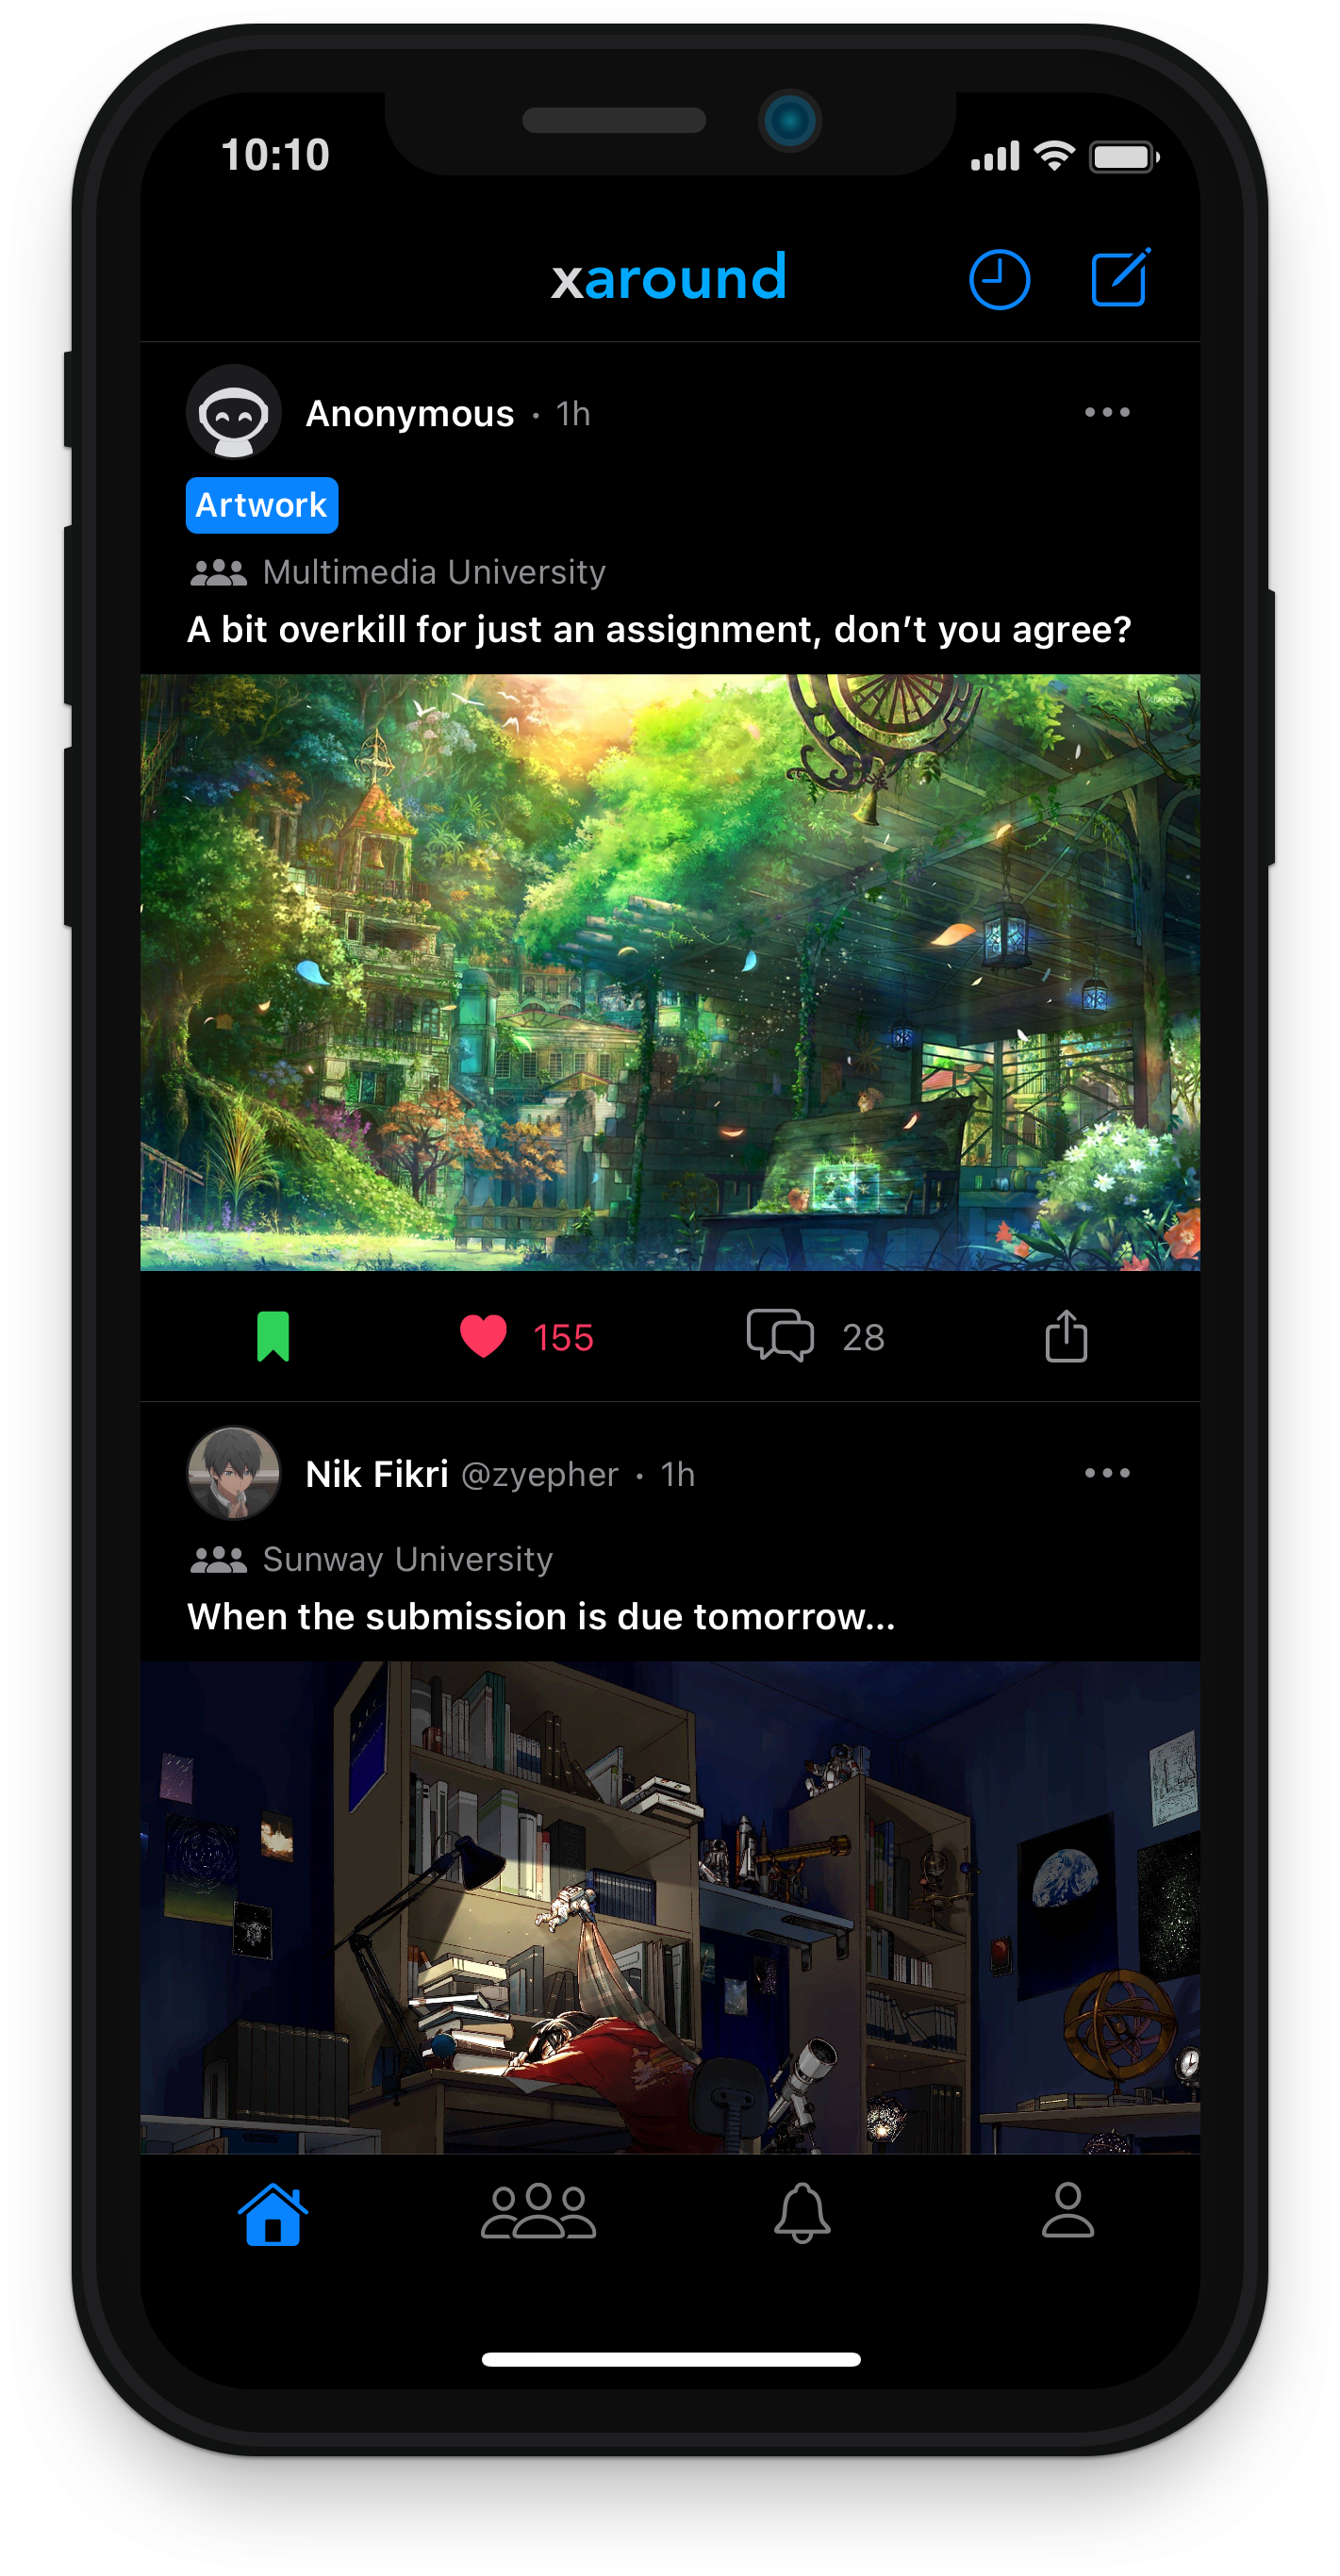 10:10
xaround
Anonymous · 1h
Artwork
Multimedia University
A bit overkill for just an assignment, don’t you agree?
155
28
Nik Fikri @zyepher · 1h
Sunway University
When the submission is due tomorrow...